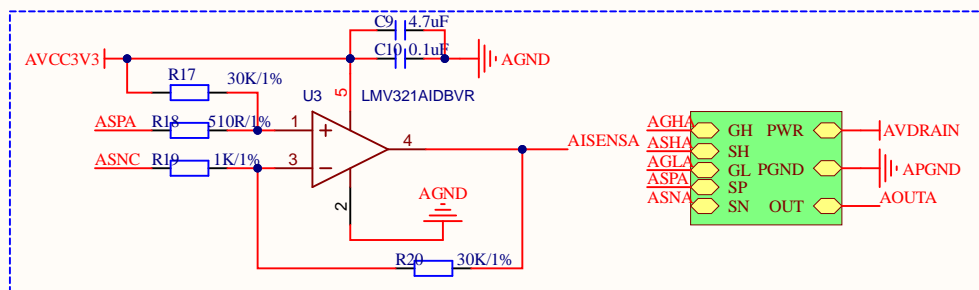 C9 4.7uF
C10 0.1uF
AVCC3V3
AGND
R17 30K/1%
U3 LMV321AIDBVR
5
ASPA R18 510R/1% 1
4 AISENSA
ASNC R19 1K/1% 3
2
AGND
R20 30K/1%
AGHA GH PWR AVDRAIN
ASHA SH
AGLA GL PGND APGND
ASPA SP
ASNA SN OUT AOUTA